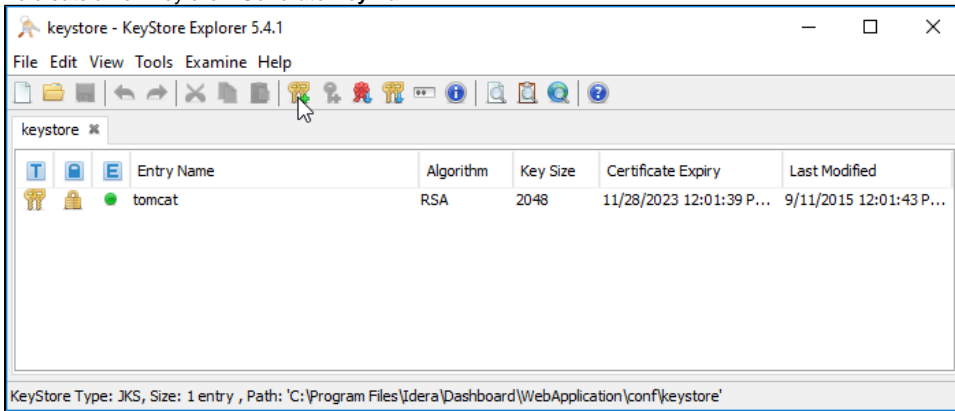 keystore - KeyStore Explorer 5.4.1
File Edit View Tools Examine Help
keystore
T E Entry Name Algorithm Key Size Certificate Expiry Last Modified
tomcat RSA 2048 11/28/2023 12:01:39 P... 9/11/2015 12:01:43 P...
KeyStore Type: JKS, Size: 1 entry , Path: 'C:\Program Files\Idera\Dashboard\WebApplication\conf\keystore'